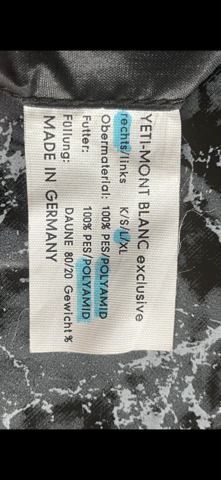 YETI-MONT BLANC exclusive
rechts/links K/S/L/XL
Obermaterial: 100% PES/POLYAMID
Futter: 100% PES/POLYAMID
Füllung: DAUNE 80/20 Gewicht %
MADE IN GERMANY